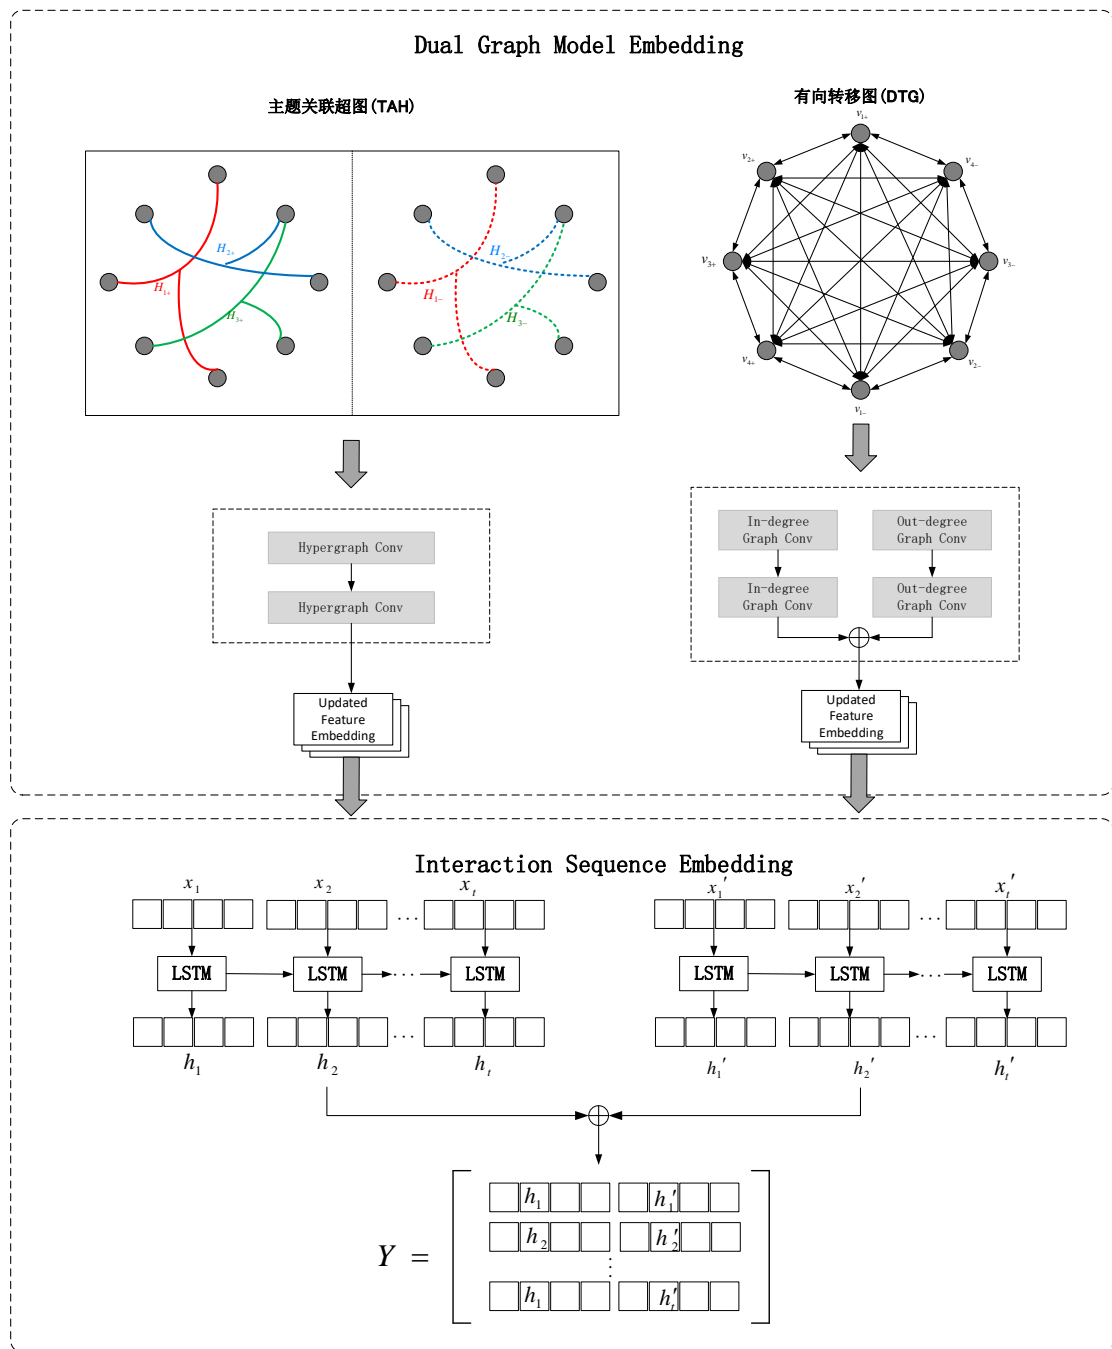 Dual Graph Model Embedding
主题关联超图(TAH)
有向转移图(DTG)
H2+
H1+
H3+
H2−
H1−
H3−
v1+
v2+
v4−
v3+
v3−
v4+
v2−
v1−
Hypergraph Conv
Hypergraph Conv
In-degree
Graph Conv
Out-degree
Graph Conv
In-degree
Graph Conv
Out-degree
Graph Conv
Updated
Feature
Embedding
Updated
Feature
Embedding
Interaction Sequence Embedding
x1 x2 xt x1′ x2′ xt′
... ...
LSTM LSTM ... LSTM LSTM LSTM ... LSTM
... ...
h1 h2 ht h1′ h2′ ht′
h1 h1′
h2 h2′
Y = ⋮
h1 ht′